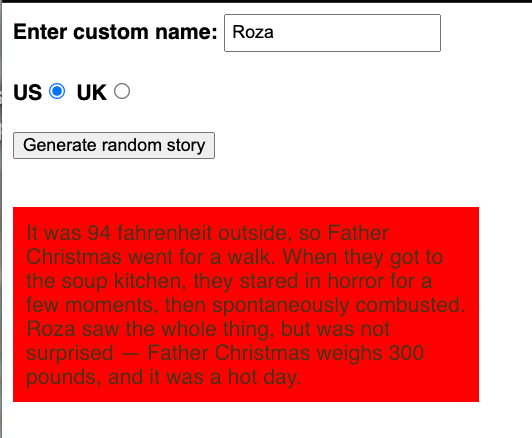 Enter custom name: Roza
US UK
Generate random story
It was 94 fahrenheit outside, so Father
Christmas went for a walk. When they got to
the soup kitchen, they stared in horror for a
few moments, then spontaneously combusted.
Roza saw the whole thing, but was not
surprised — Father Christmas weighs 300
pounds, and it was a hot day.